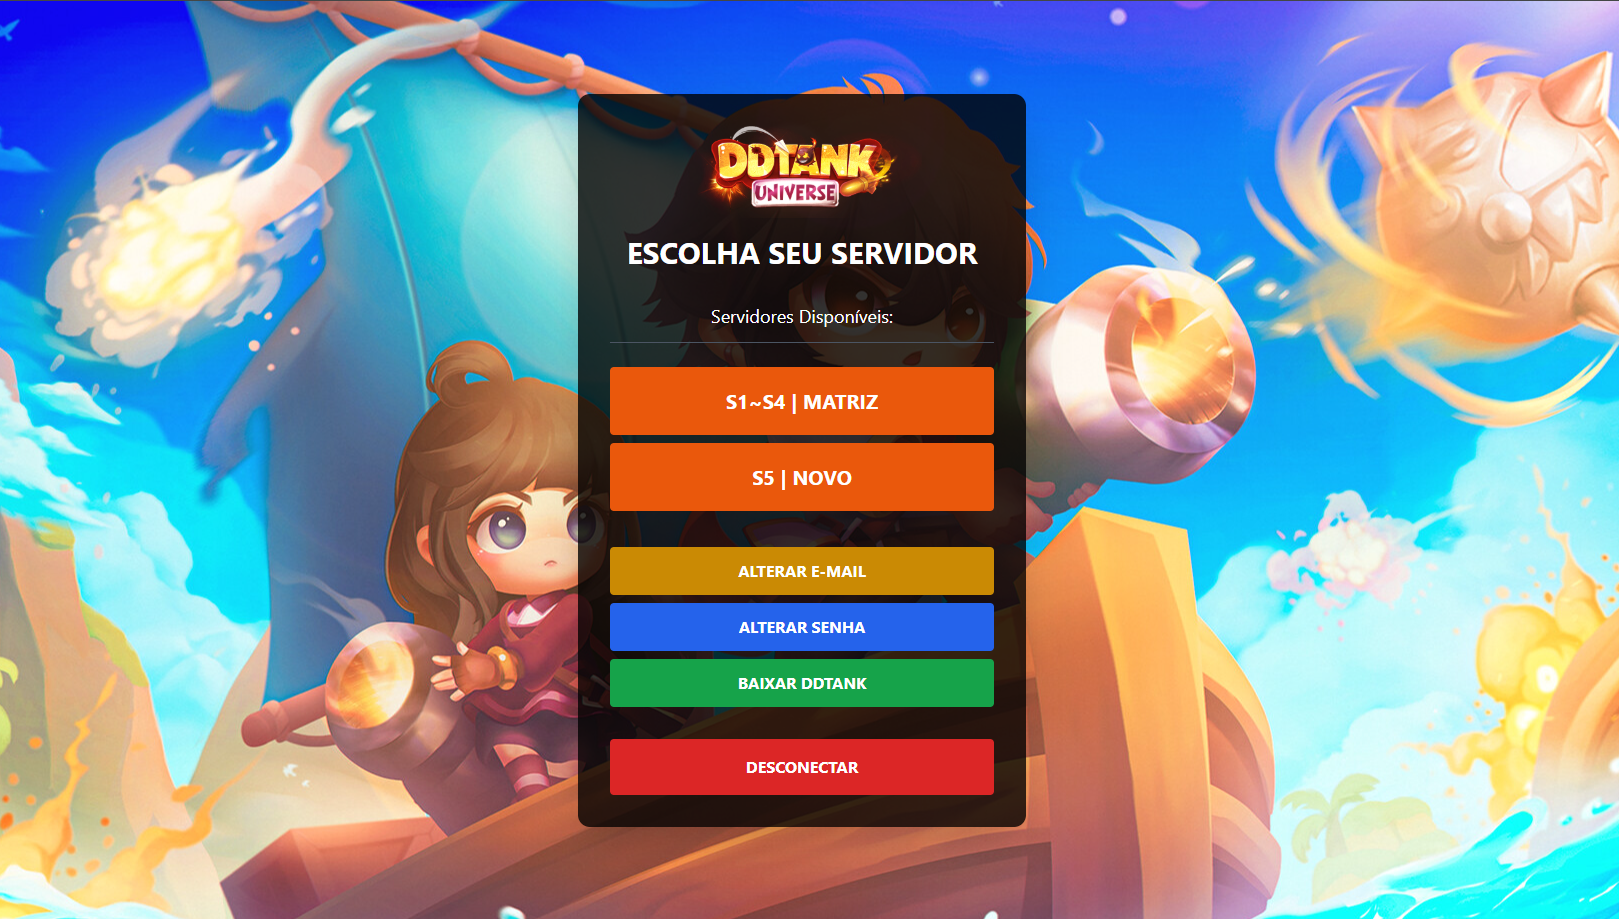 DDTANK
UNIVERSE
ESCOLHA SEU SERVIDOR
Servidores Disponíveis:
S1~S4 | MATRIZ
S5 | NOVO
ALTERAR E-MAIL
ALTERAR SENHA
BAIXAR DDTANK
DESCONECTAR